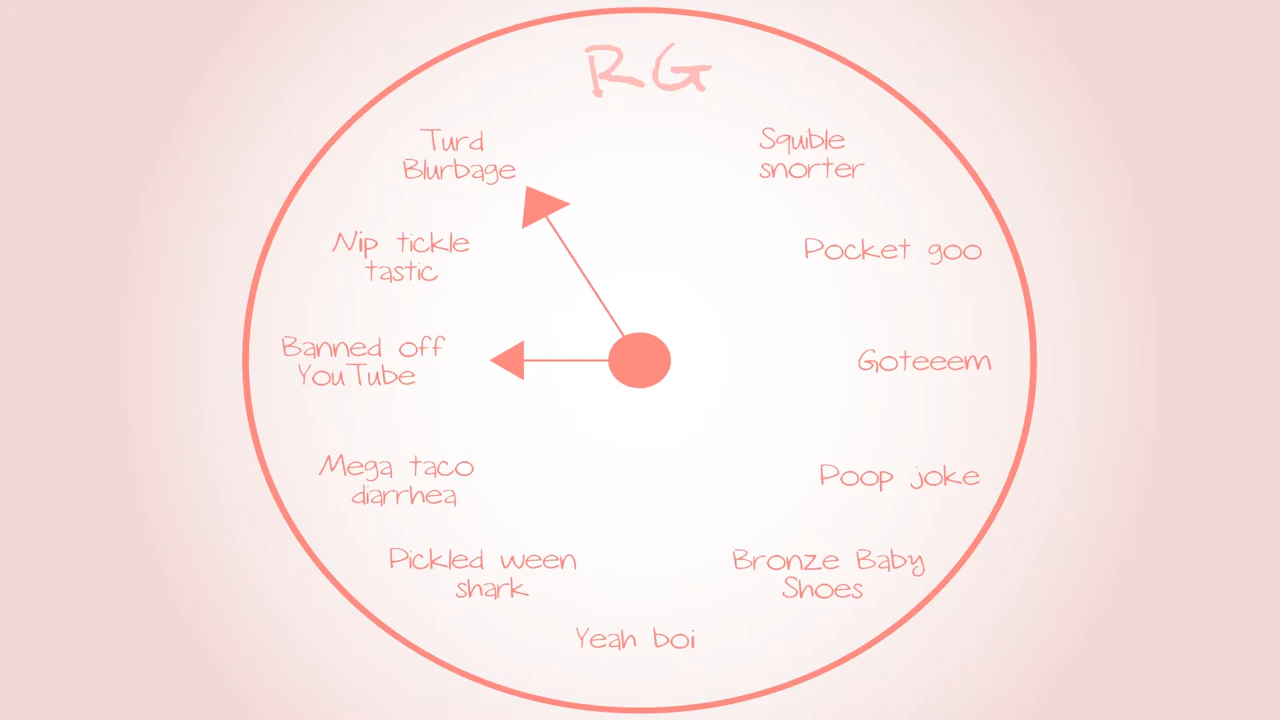 RG
Squible
snorter
Pocket goo
Goteeem
Poop joke
Bronze Baby
Shoes
Yeah boi
Pickled ween
shark
Mega taco
diarrhea
Banned off
YouTube
Nip tickle
tastic
Turd
Blurbage